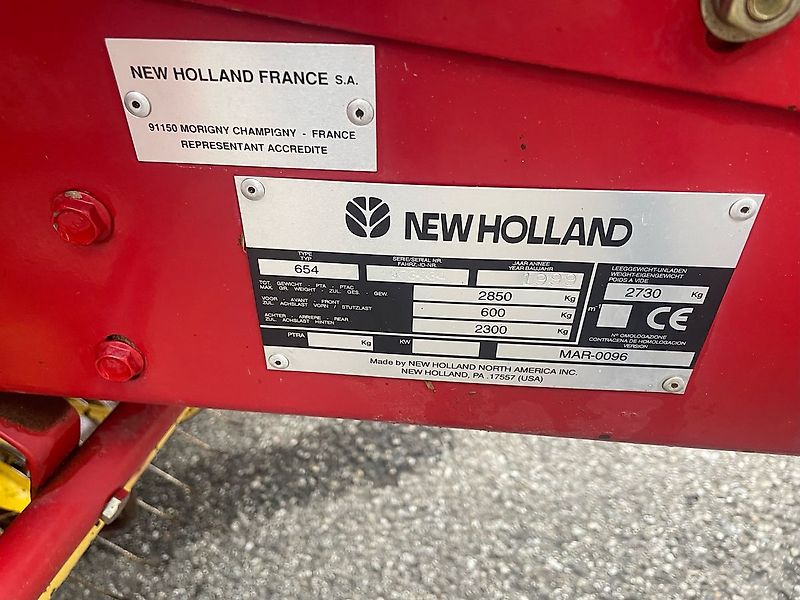 NEW HOLLAND FRANCE S.A.
91150 MORIGNY CHAMPIGNY - FRANCE
REPRESENTANT ACCREDITE
NEW HOLLAND
TYPE
TYP
654
SERIE/SERIAL NR.
FAHRZ.-ID-NR.
JAAR ANNEE
YEAR BAUJAHR
1999
LEEGGEWICHT-UNLADEN
WEIGHT-EIGENGEWICHT
POIDS A VIDE
2730 Kg
TOT. GEWICHT - PTA - PTAC
MAX. GR. WEIGHT - ZUL. GES. - GEW.
2850 Kg
VOOR - AVANT - FRONT
ZUL. ACHSLAST VORN / STUTZLAST
600 Kg
ACHTER - ARRIERE - REAR
ZUL. ACHSLAST HINTEN
2300 Kg
m
CE
N° OMOLOGAZIONE
CONTRACENA DE HOMOLOGACION
VERSION
PTRA Kg KW MAR-0096
Made by NEW HOLLAND NORTH AMERICA INC.
NEW HOLLAND, PA .17557 (USA)